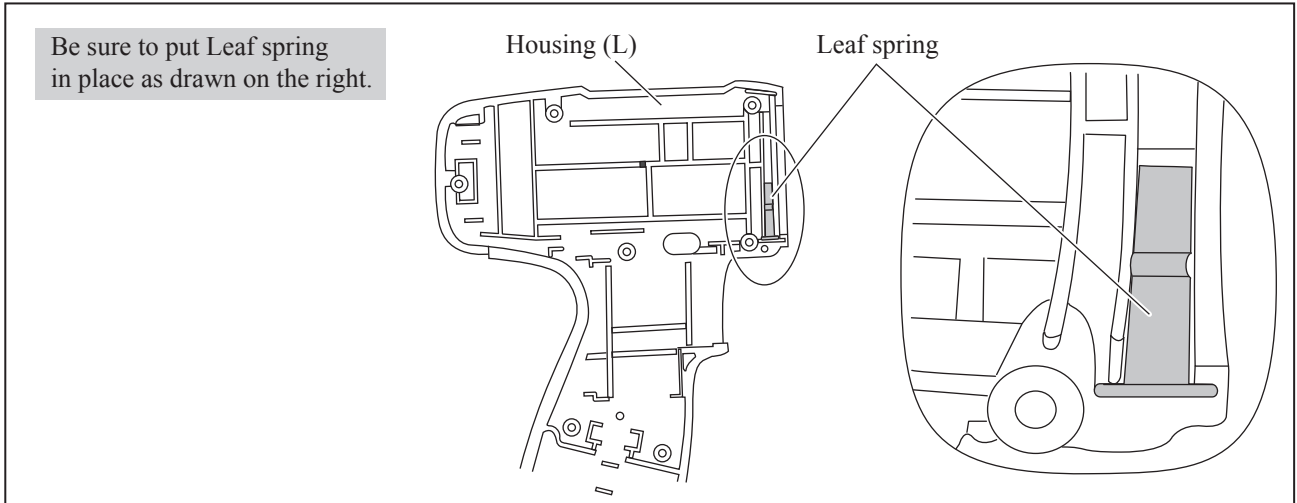 Be sure to put Leaf spring
in place as drawn on the right.
Housing (L)
Leaf spring